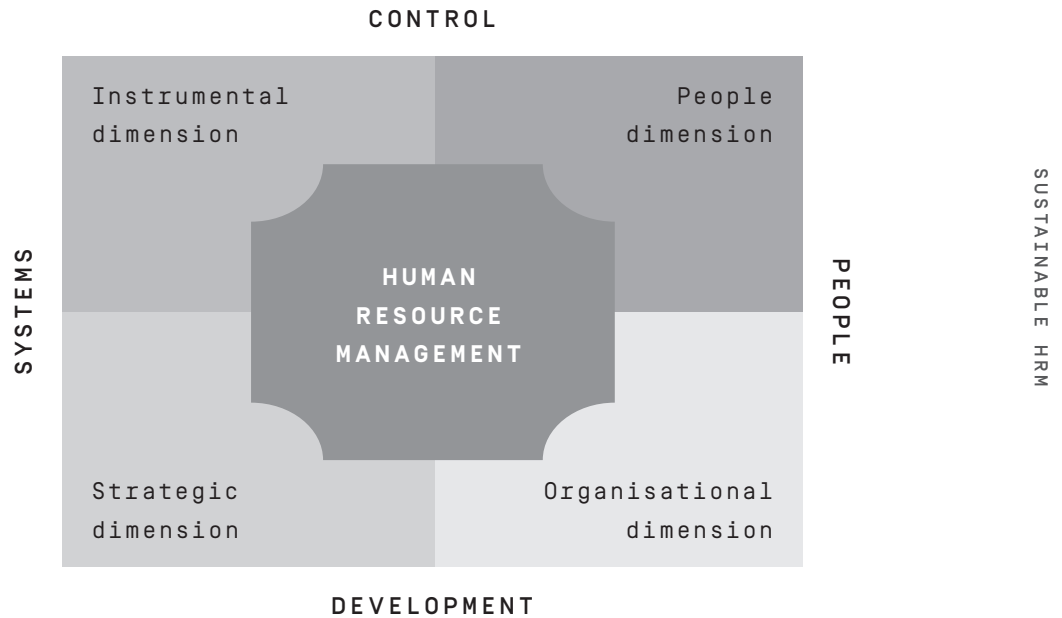 CONTROL
Instrumental
dimension
People
dimension
SYSTEMS
HUMAN
RESOURCE
MANAGEMENT
PEOPLE
SUSTAINABLE HRM
Strategic
dimension
Organisational
dimension
DEVELOPMENT